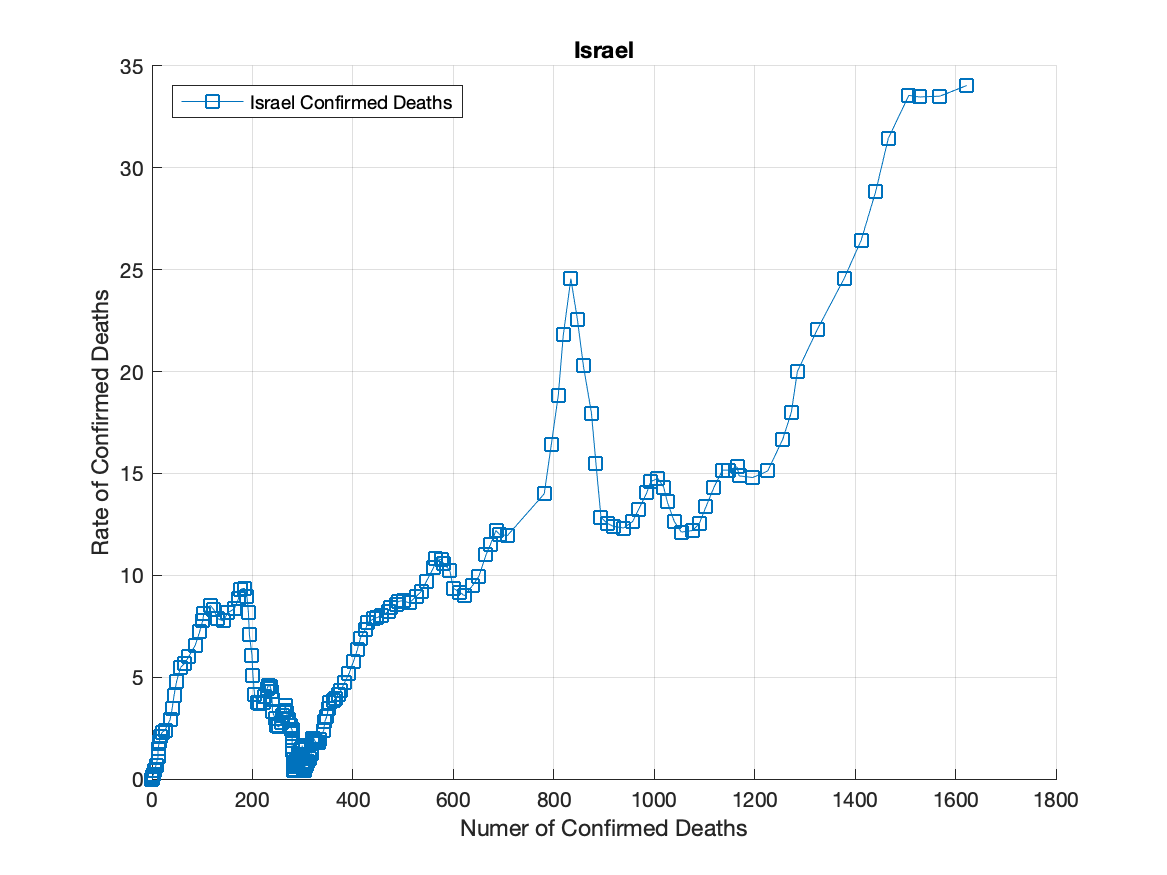 Israel
Israel Confirmed Deaths
35
30
25
20
15
10
5
0
Rate of Confirmed Deaths
0 200 400 600 800 1000 1200 1400 1600 1800
Numer of Confirmed Deaths